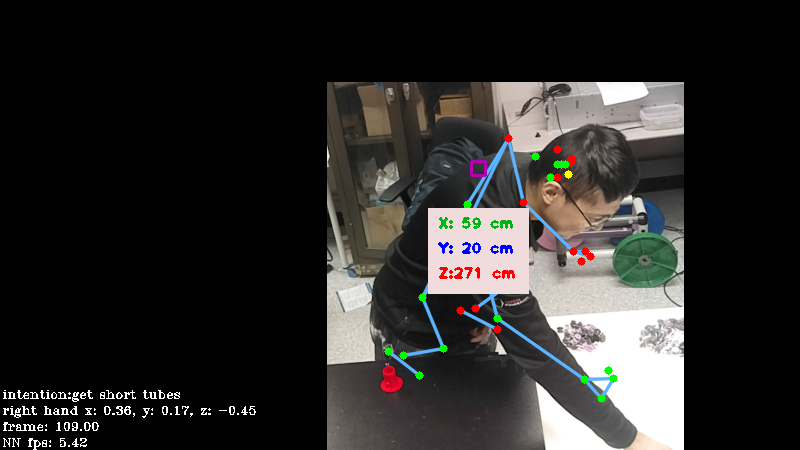 X: 59 cm
Y: 20 cm
Z:271 cm
intention:get short tubes
right hand x: 0.36, y: 0.17, z: -0.45
frame: 109.00
NN fps: 5.42